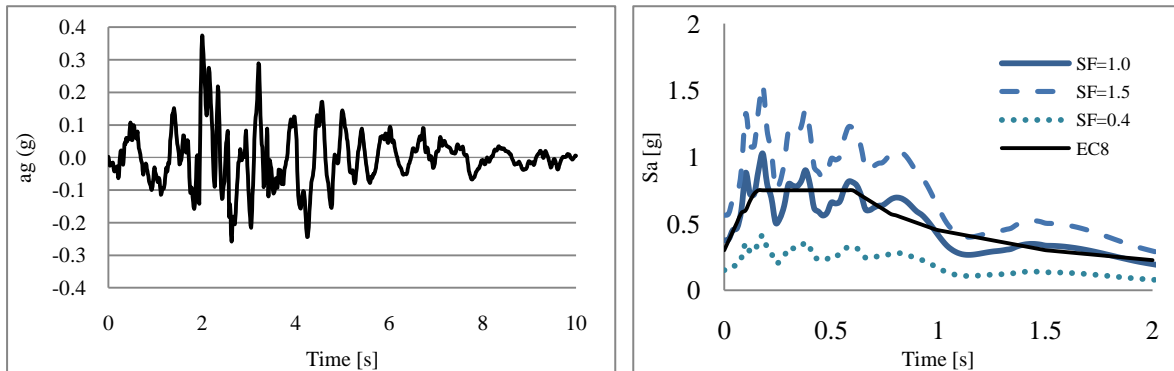 ag (g)
0.4
0.3
0.2
0.1
0.0
-0.1
-0.2
-0.3
-0.4
0 2 4 6 8 10
Time [s]
Sa [g]
2
1.5
1
0.5
0
SF=1.0
SF=1.5
SF=0.4
EC8
0 0.5 1 1.5 2
Time [s]